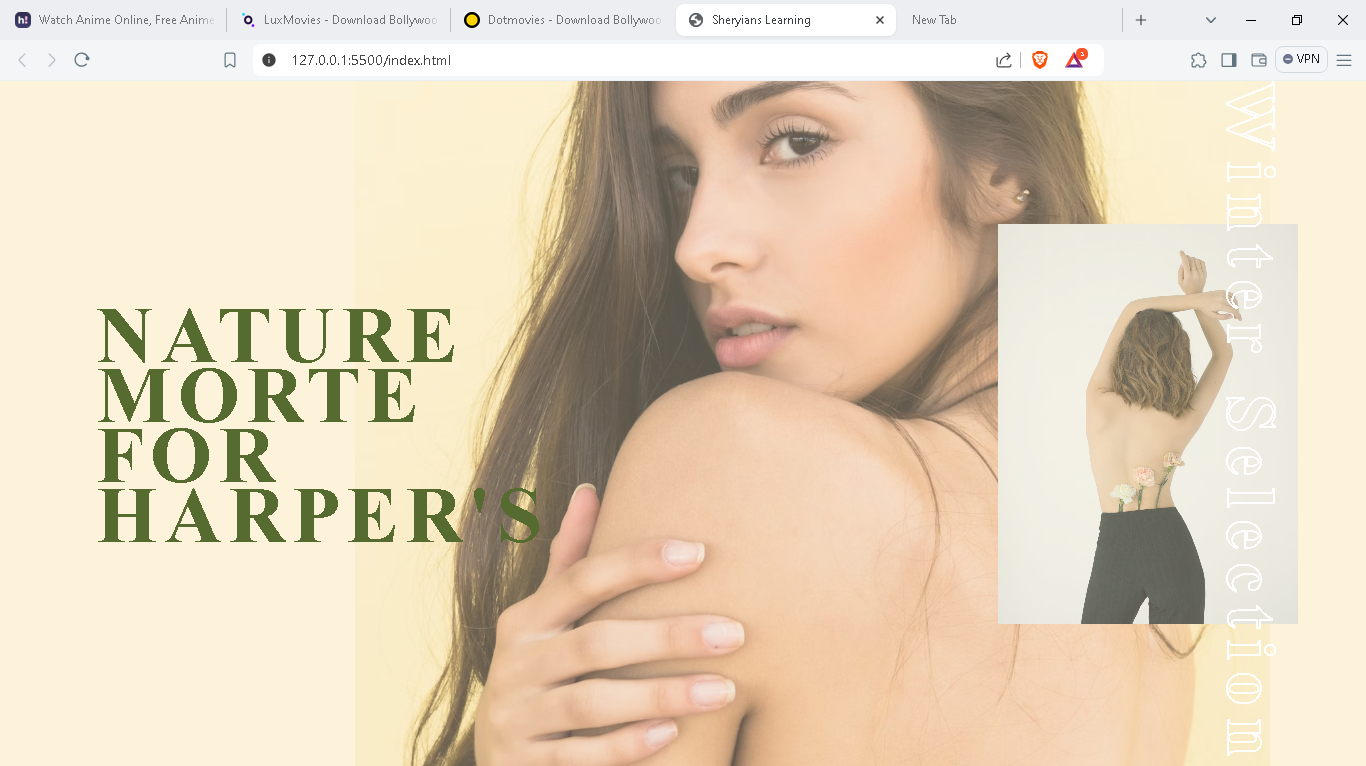 Watch Anime Online, Free Anime
LuxMovies - Download Bollywoo
Dotmovies - Download Bollywoo
Sheryians Learning
New Tab
127.0.0.1:5500/index.html
3
VPN
NATURE
MORTE
FOR
HARPER'S
Winter Selection